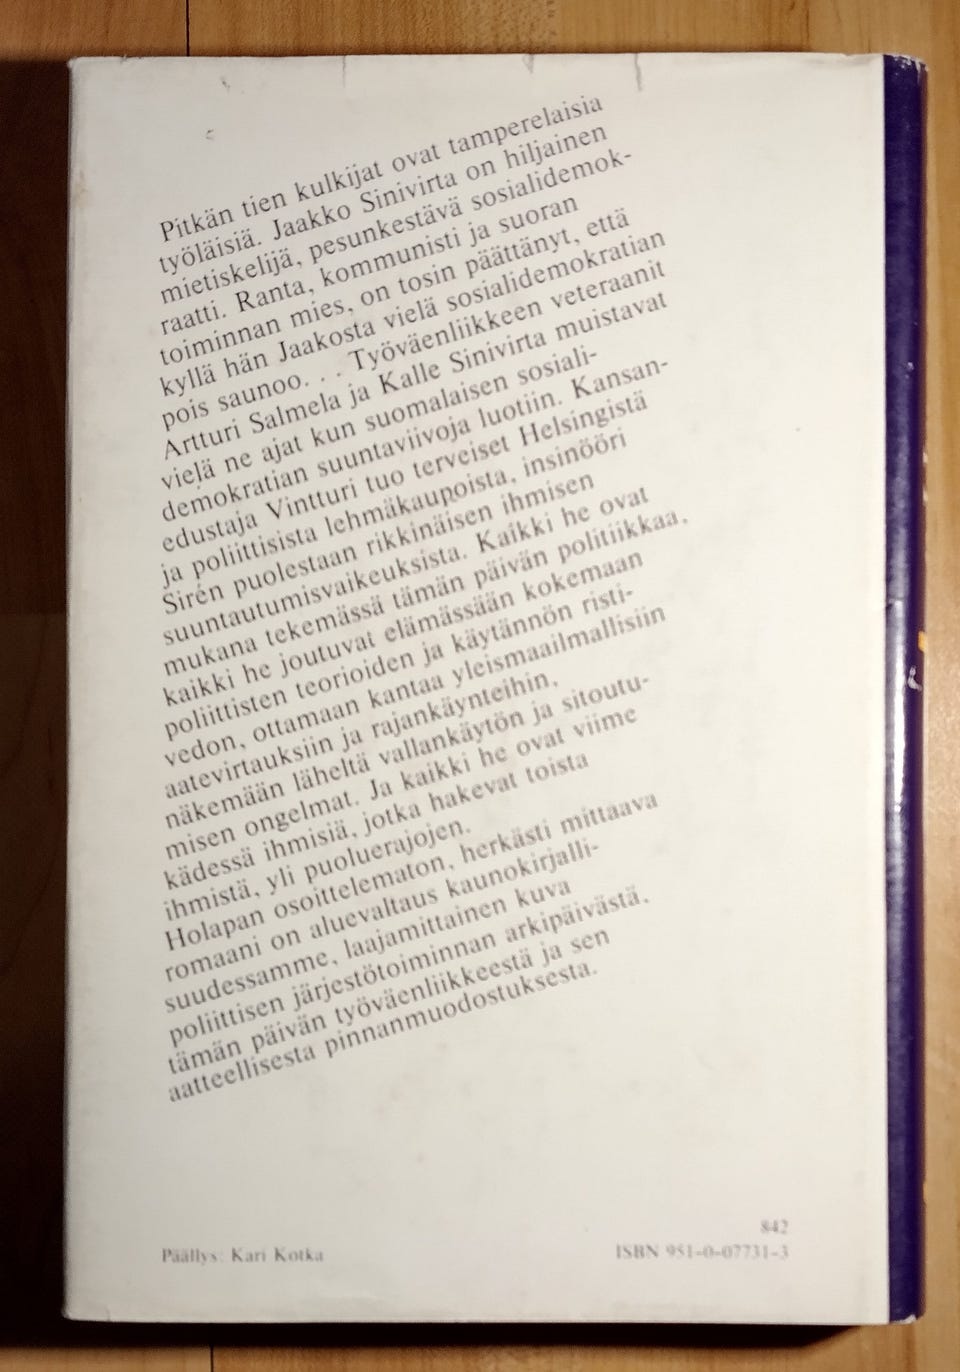 Pitkän tien kulkijat ovat tamperelaisia
työläisiä. Jaakko Sinivirta on hiljainen
mietiskelijä, pesunkestävä sosialidemok-
raatti. Ranta, kommunisti ja suoran
toiminnan mies, on tosin päättänyt, että
kyllä hän Jaakosta vielä sosialidemokratian
pois saunoo. . . Työväenliikkeen veteraanit
Artturi Salmela ja Kalle Sinivirta muistavat
vielä ne ajat kun suomalaisen sosiali-
demokratian suuntaviivoja luotiin. Kansan-
edustaja Vintturi tuo terveiset Helsingistä
ja poliittisista lehmäkaupoista, insinööri
Sirén puolestaan rikkinäisen ihmisen
suuntautumisvaikeuksista. Kaikki he ovat
mukana tekemässä tämän päivän politiikkaa,
kaikki he joutuvat elämässään kokemaan
poliittisten teorioiden ja käytännön risti-
vedon, ottamaan kantaa yleismaailmallisiin
aatevirtauksiin ja rajankäynteihin,
näkemään läheltä vallankäytön ja sitoutu-
misen ongelmat. Ja kaikki he ovat viime
kädessä ihmisiä, jotka hakevat toista
ihmistä, yli puoluerajojen.
Holapan osoittelematon, herkästi mittaava
romaani on aluevaltaus kaunokirjalli-
suudessamme, laajamittainen kuva
poliittisen järjestötoiminnan arkipäivästä,
tämän päivän työväenliikkeestä ja sen
aatteellisesta pinnanmuodostuksesta.
842
Päällys: Kari Kotka
ISBN 951-0-07731-3